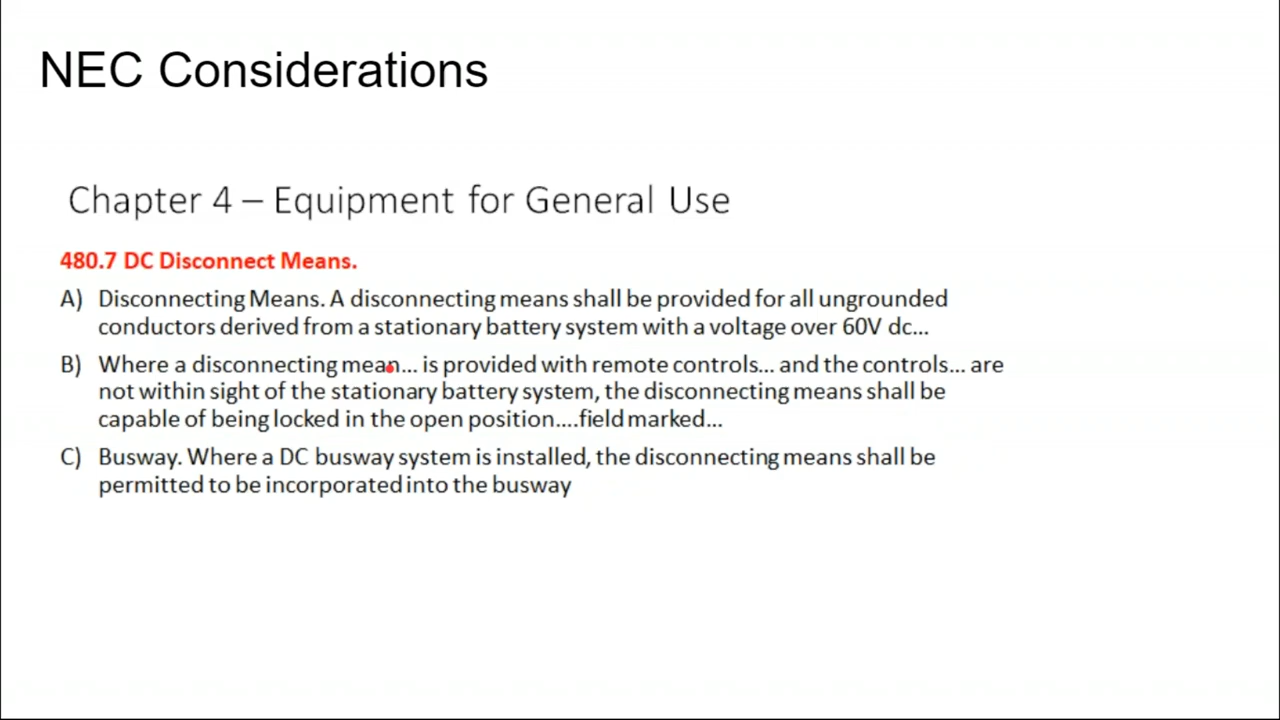 NEC Considerations
Chapter 4 – Equipment for General Use
480.7 DC Disconnect Means.
A) Disconnecting Means. A disconnecting means shall be provided for all ungrounded
conductors derived from a stationary battery system with a voltage over 60V dc...
B) Where a disconnecting mean... is provided with remote controls... and the controls... are
not within sight of the stationary battery system, the disconnecting means shall be
capable of being locked in the open position....field marked...
C) Busway. Where a DC busway system is installed, the disconnecting means shall be
permitted to be incorporated into the busway